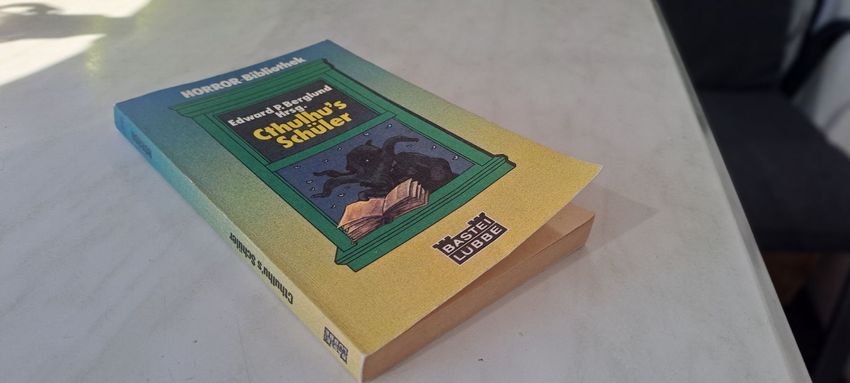 HORROR Bibliothek
Edward P. Berglund
Hrsg.
Cthulhu's
Schüler
BASTEI
LÜBBE
Cthulhu's Schüler